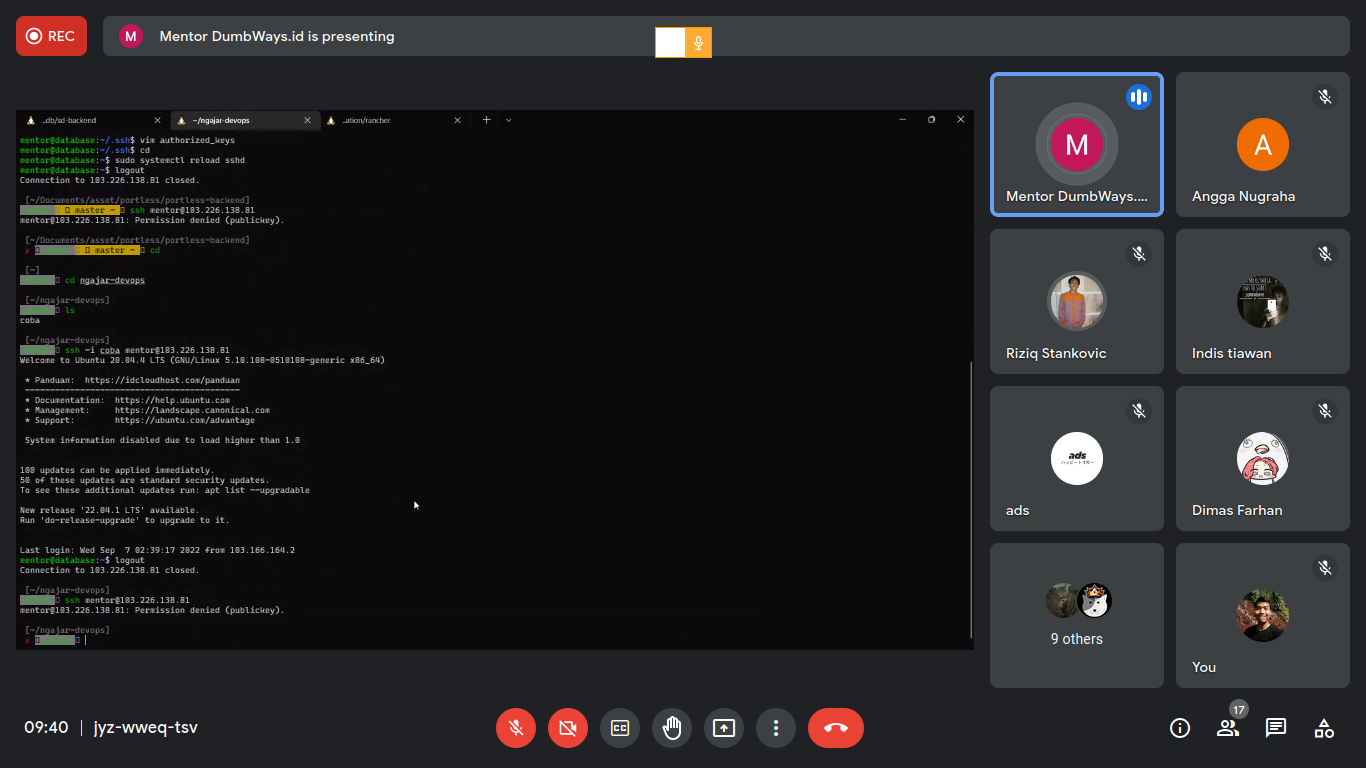 REC
M
Mentor DumbWays.id is presenting
_db/sd-backend
~/ngajar-devops
_ation/rancher
mentor@database:~/.ssh$ vim authorized_keys
mentor@database:~/.ssh$ cd
mentor@database:~$ sudo systemctl reload sshd
mentor@database:~$ logout
Connection to 103.226.138.81 closed.
[~/Documents/asset/portless/portless-backend]
master ~ ssh mentor@103.226.138.81
mentor@103.226.138.81: Permission denied (publickey).
[~/Documents/asset/portless/portless-backend]
✗ master ~ cd
[~]
cd ngajar-devops
[~/ngajar-devops]
ls
coba
[~/ngajar-devops]
ssh -i coba mentor@103.226.138.81
Welcome to Ubuntu 20.04.4 LTS (GNU/Linux 5.10.108-0510108-generic x86_64)
* Panduan: https://idcloudhost.com/panduan
-------------------------------------------
* Documentation: https://help.ubuntu.com
* Management: https://landscape.canonical.com
* Support: https://ubuntu.com/advantage
System information disabled due to load higher than 1.0
100 updates can be applied immediately.
50 of these updates are standard security updates.
To see these additional updates run: apt list --upgradable
New release '22.04.1 LTS' available.
Run 'do-release-upgrade' to upgrade to it.
Last login: Wed Sep 7 02:39:17 2022 from 103.166.164.2
mentor@database:~$ logout
Connection to 103.226.138.81 closed.
[~/ngajar-devops]
ssh mentor@103.226.138.81
mentor@103.226.138.81: Permission denied (publickey).
[~/ngajar-devops]
✗
M
Mentor DumbWays....
A
Angga Nugraha
Riziq Stankovic
Indis tiawan
ads
ads
Dimas Farhan
9 others
You
09:40 | jyz-wweq-tsv
CC
17